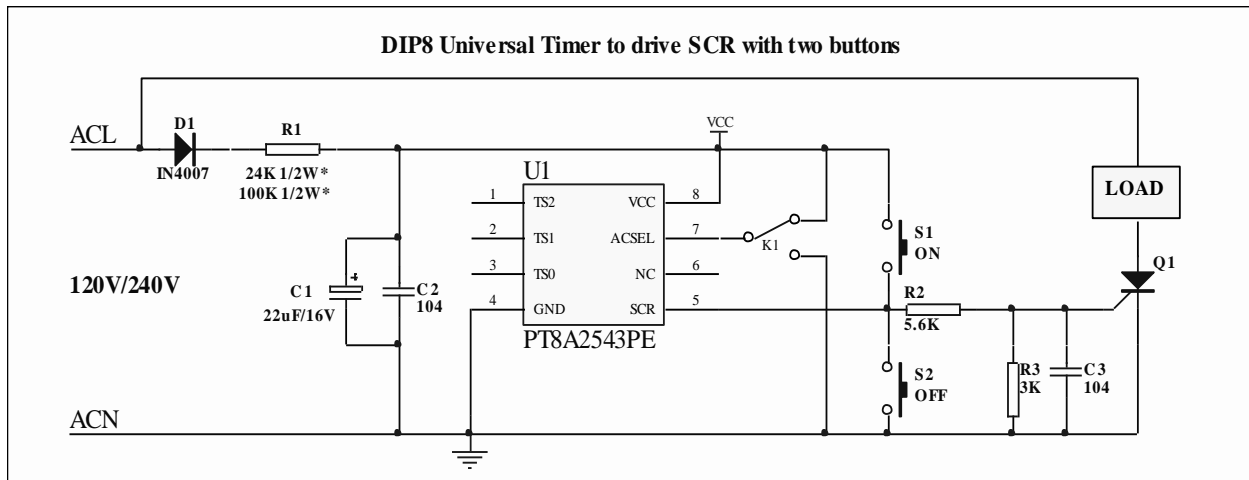 DIP8 Universal Timer to drive SCR with two buttons
ACL
D1
IN4007
R1
24K 1/2W*
100K 1/2W*
VCC
U1
1 TS2 VCC 8
2 TS1 ACSEL 7
3 TS0 NC 6
4 GND SCR 5
PT8A2543PE
K1
S1
ON
LOAD
Q1
120V/240V
C1
22uF/16V
C2
104
R2
5.6K
S2
OFF
R3
3K
C3
104
ACN